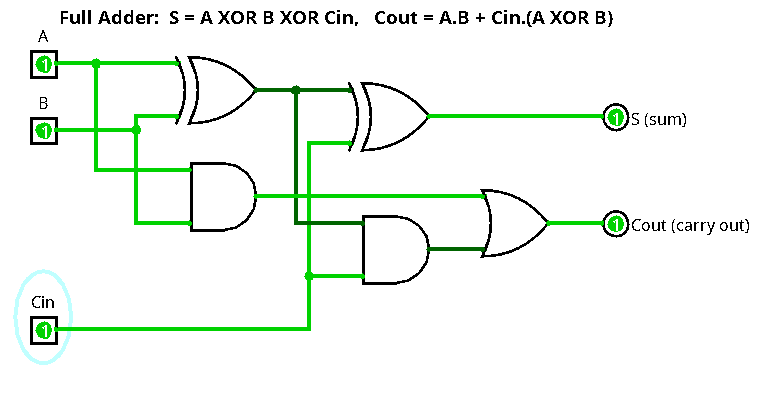 Full Adder: S = A XOR B XOR Cin, Cout = A.B + Cin.(A XOR B)
A
1
B
1
S (sum)
1
Cout (carry out)
1
Cin
1